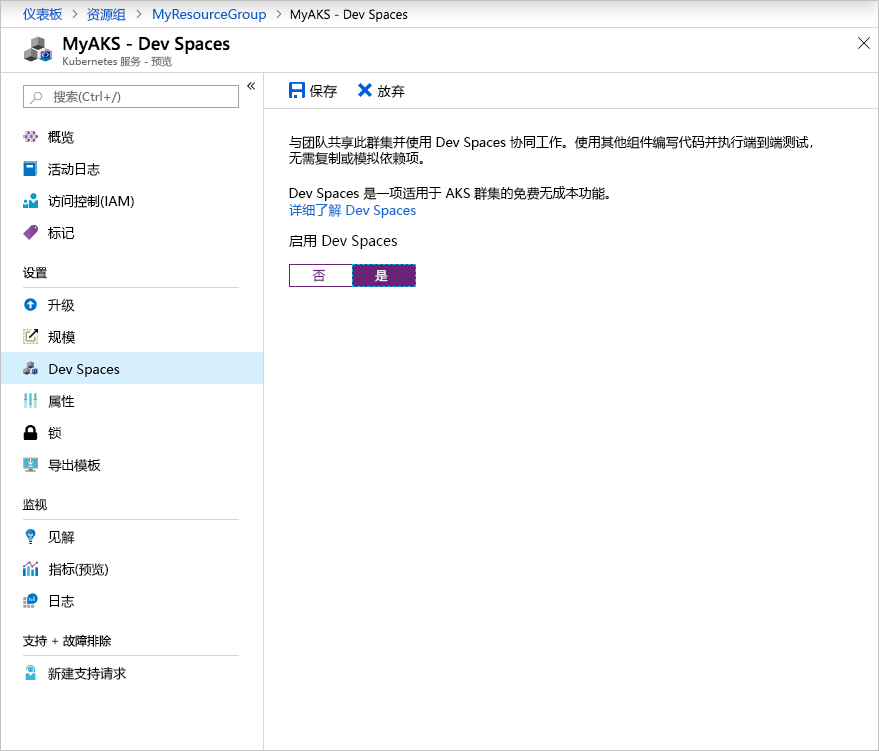 仪表板 > 资源组 > MyResourceGroup > MyAKS - Dev Spaces
MyAKS - Dev Spaces
Kubernetes 服务 - 预览
搜索(Ctrl+/)
概览
活动日志
访问控制(IAM)
标记
设置
升级
规模
Dev Spaces
属性
锁
导出模板
监视
见解
指标(预览)
日志
支持 + 故障排除
新建支持请求
保存 放弃
与团队共享此群集并使用 Dev Spaces 协同工作。使用其他组件编写代码并执行端到端测试，
无需复制或模拟依赖项。
Dev Spaces 是一项适用于 AKS 群集的免费无成本功能。
详细了解 Dev Spaces
启用 Dev Spaces
否 是